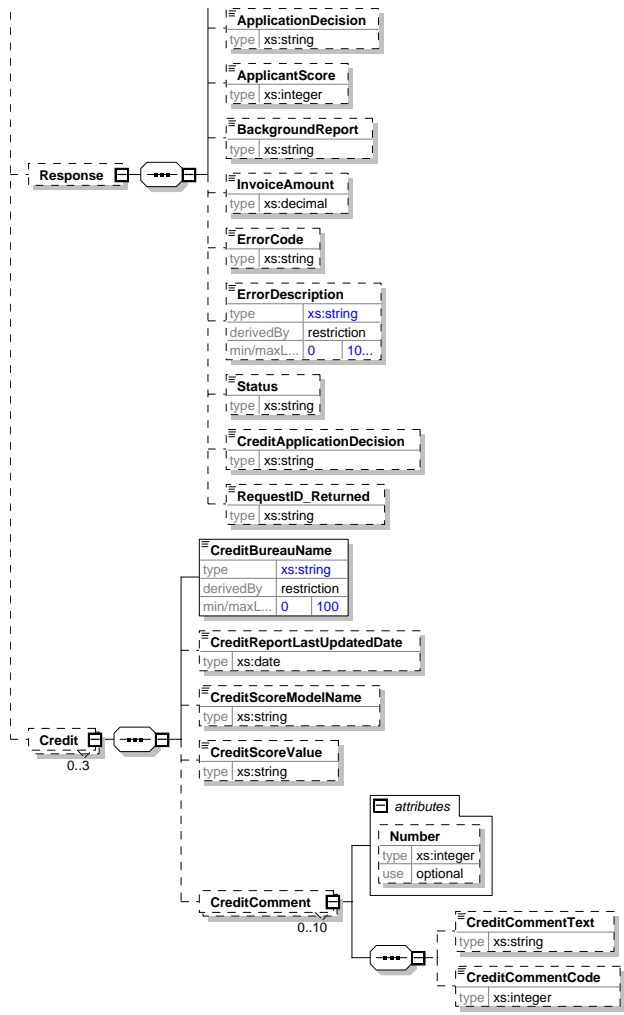 ApplicationDecision
type xs:string
ApplicantScore
type xs:integer
BackgroundReport
type xs:string
Response
InvoiceAmount
type xs:decimal
ErrorCode
type xs:string
ErrorDescription
type xs:string
derivedBy restriction
min/maxL... 0 10...
Status
type xs:string
CreditApplicationDecision
type xs:string
RequestID_Returned
type xs:string
CreditBureauName
type xs:string
derivedBy restriction
min/maxL... 0 100
CreditReportLastUpdatedDate
type xs:date
CreditScoreModelName
type xs:string
Credit
0..3
CreditScoreValue
type xs:string
attributes
Number
type xs:integer
use optional
CreditComment
0..10
CreditCommentText
type xs:string
CreditCommentCode
type xs:integer